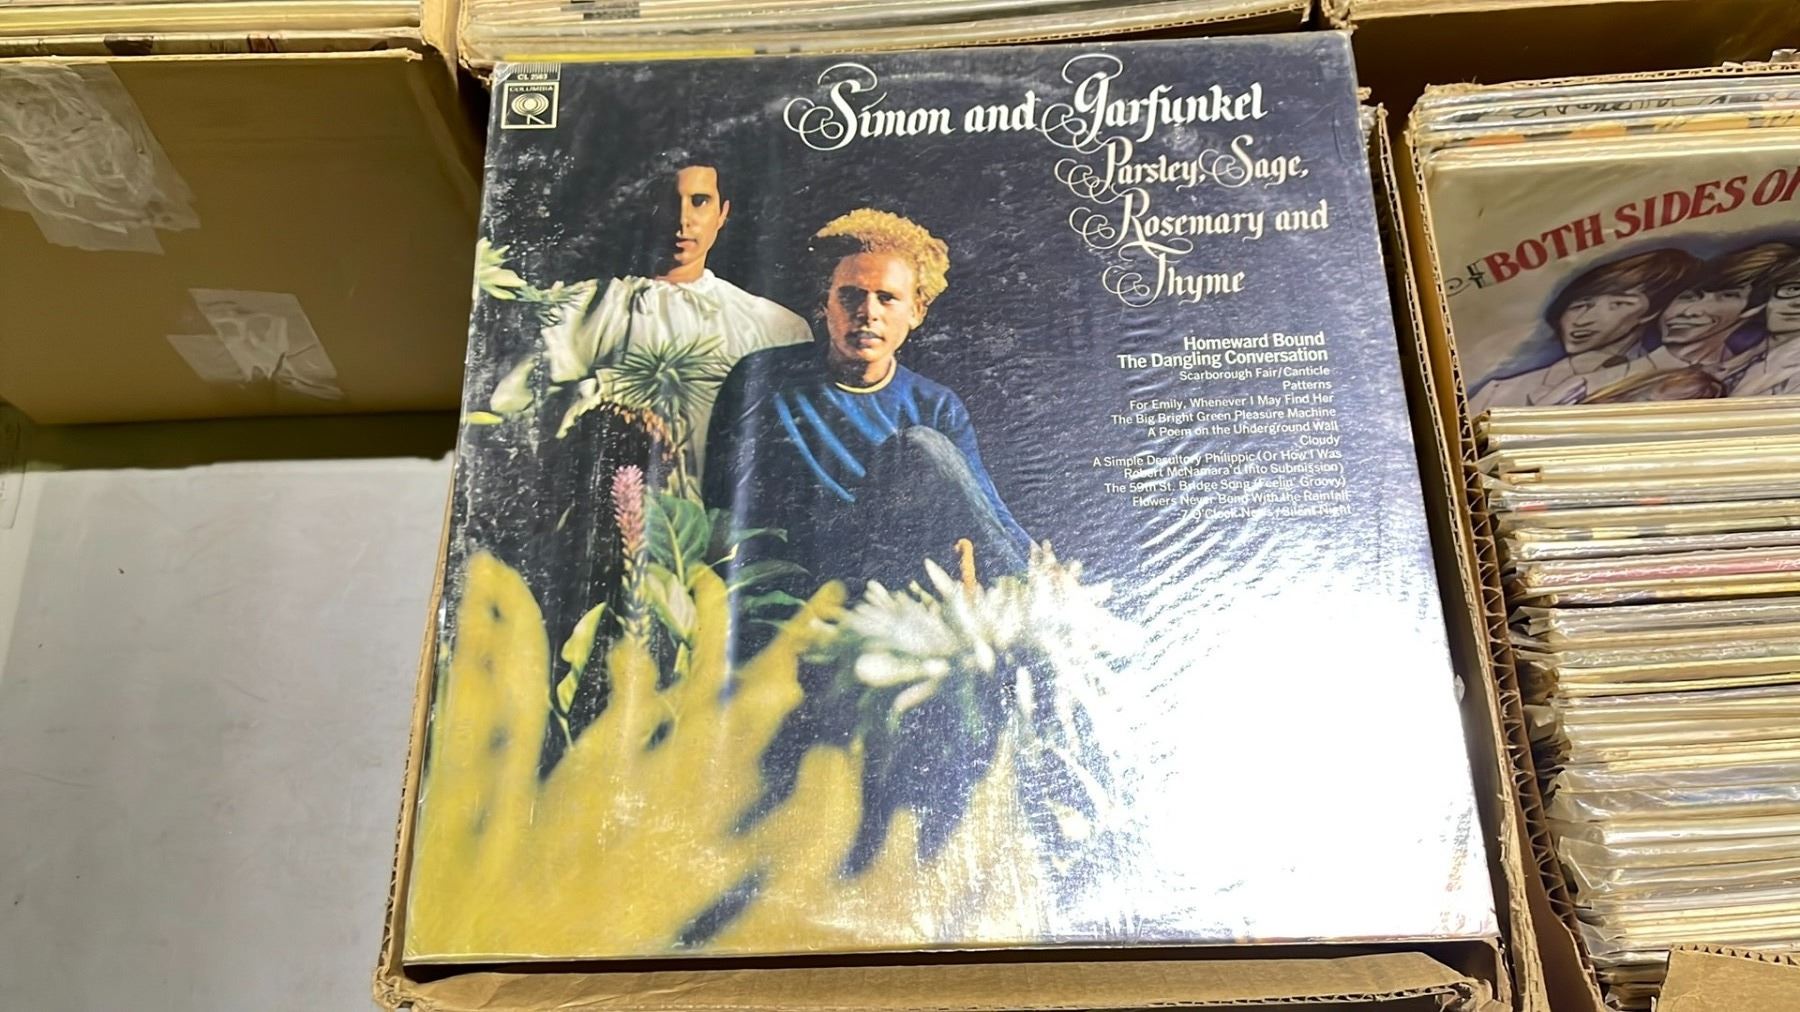 CL 2563
COLUMBIA
Simon and Garfunkel
Parsley, Sage,
Rosemary and
Thyme
Homeward Bound
The Dangling Conversation
Scarborough Fair/Canticle
Patterns
For Emily, Whenever I May Find Her
The Big Bright Green Pleasure Machine
A Poem on the Underground Wall
Cloudy
A Simple Desultory Philippic (Or How I Was
Robert McNamara'd Into Submission)
The 59th St. Bridge Song (Feelin' Groovy)
Flowers Never Bend With the Rainfall
7 O'Clock News/Silent Night
BOTH SIDES